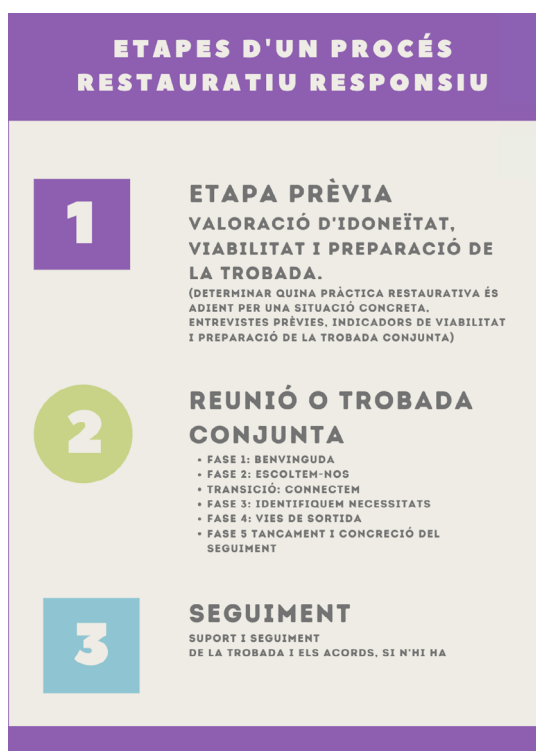 ETAPES D'UN PROCÉS
RESTAURATIU RESPONSIU
1
ETAPA PRÈVIA
VALORACIÓ D'IDONEÏTAT,
VIABILITAT I PREPARACIÓ DE
LA TROBADA.
(DETERMINAR QUINA PRÀCTICA RESTAURATIVA ÉS
ADIENT PER UNA SITUACIÓ CONCRETA.
ENTREVISTES PRÈVIES, INDICADORS DE VIABILITAT
I PREPARACIÓ DE LA TROBADA CONJUNTA)
2
REUNIÓ O TROBADA
CONJUNTA
• FASE 1: BENVINGUDA
• FASE 2: ESCOLTEM-NOS
• TRANSICIÓ: CONNECTEM
• FASE 3: IDENTIFIQUEM NECESSITATS
• FASE 4: VIES DE SORTIDA
• FASE 5 TANCAMENT I CONCRECIÓ DEL
SEGUIMENT
3
SEGUIMENT
SUPORT I SEGUIMENT
DE LA TROBADA I ELS ACORDS, SI N'HI HA